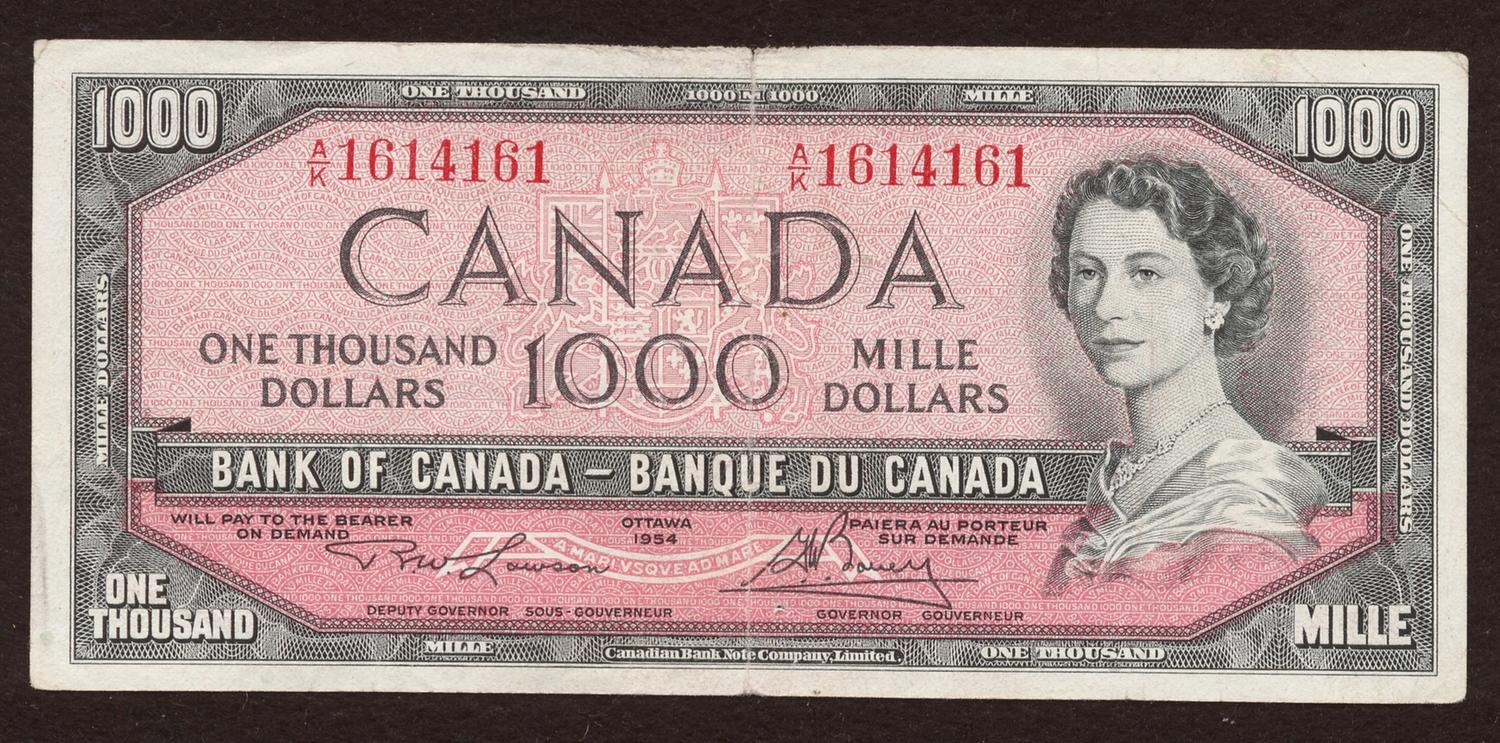 ONE THOUSAND 1000 M 1000 MILLE
1000 1000
A/K 1614161 A/K 1614161
CANADA
ONE THOUSAND DOLLARS
1000
MILLE DOLLARS
MILLE DOLLARS
ONE THOUSAND DOLLARS
BANK OF CANADA – BANQUE DU CANADA
WILL PAY TO THE BEARER
ON DEMAND
OTTAWA
1954
PAIERA AU PORTEUR
SUR DEMANDE
A MARI VSQVE AD MARE
R.W. Lawson
G.K. Bouey
DEPUTY GOVERNOR SOUS-GOUVERNEUR
GOVERNOR GOUVERNEUR
ONE
THOUSAND
MILLE
MILLE Canadian Bank Note Company, Limited. ONE THOUSAND